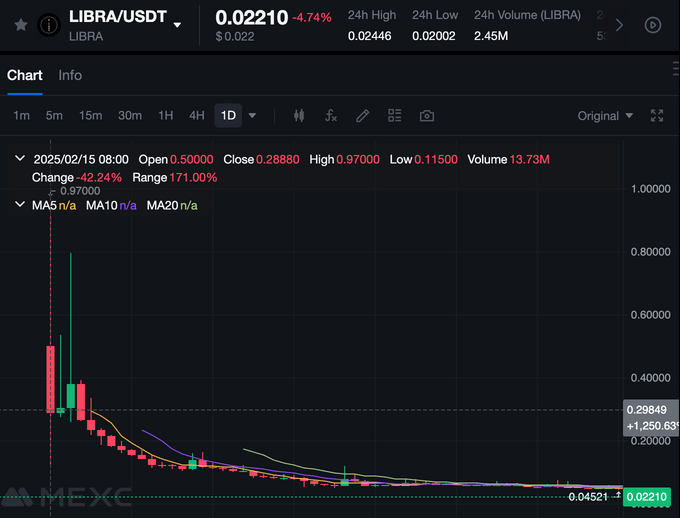 LIBRA/USDT
LIBRA
0.02210 -4.74%
$ 0.022
24h High
0.02446
24h Low
0.02002
24h Volume (LIBRA)
2.45M
Chart Info
1m 5m 15m 30m 1H 4H 1D
Original
2025/02/15 08:00 Open 0.50000 Close 0.28880 High 0.97000 Low 0.11500 Volume 13.73M
Change -42.24% Range 171.00%
0.97000
MA5 n/a MA10 n/a MA20 n/a
1.00000
0.80000
0.60000
0.40000
0.29849
+1,250.63%
0.20000
0.04521
0.02210
MEXC